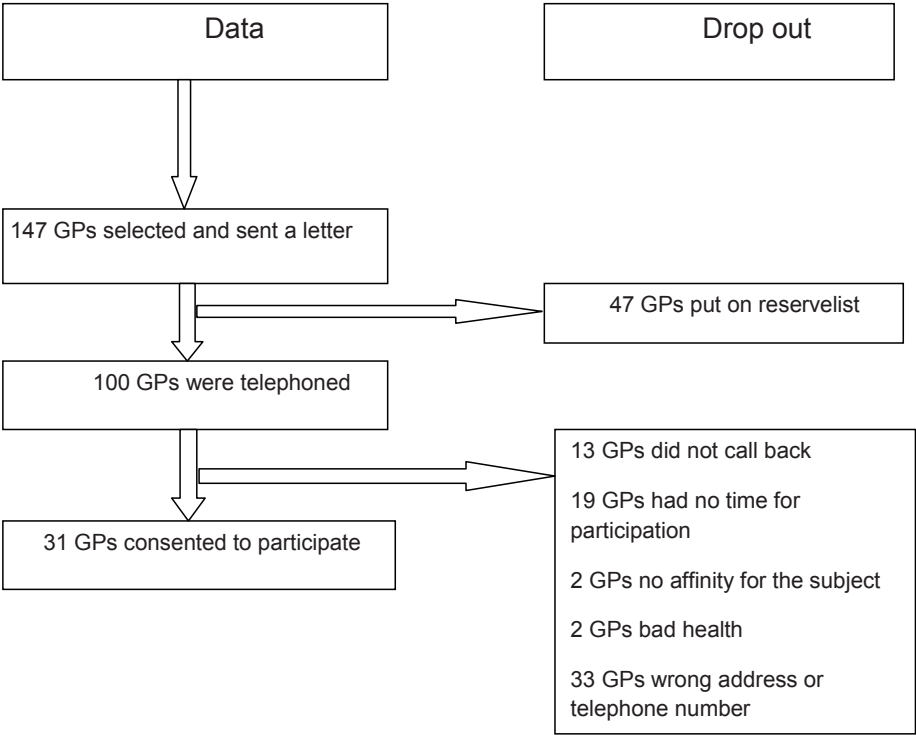 Data
Drop out
147 GPs selected and sent a letter
47 GPs put on reservelist
100 GPs were telephoned
13 GPs did not call back
19 GPs had no time for
participation
2 GPs no affinity for the subject
2 GPs bad health
33 GPs wrong address or
telephone number
31 GPs consented to participate